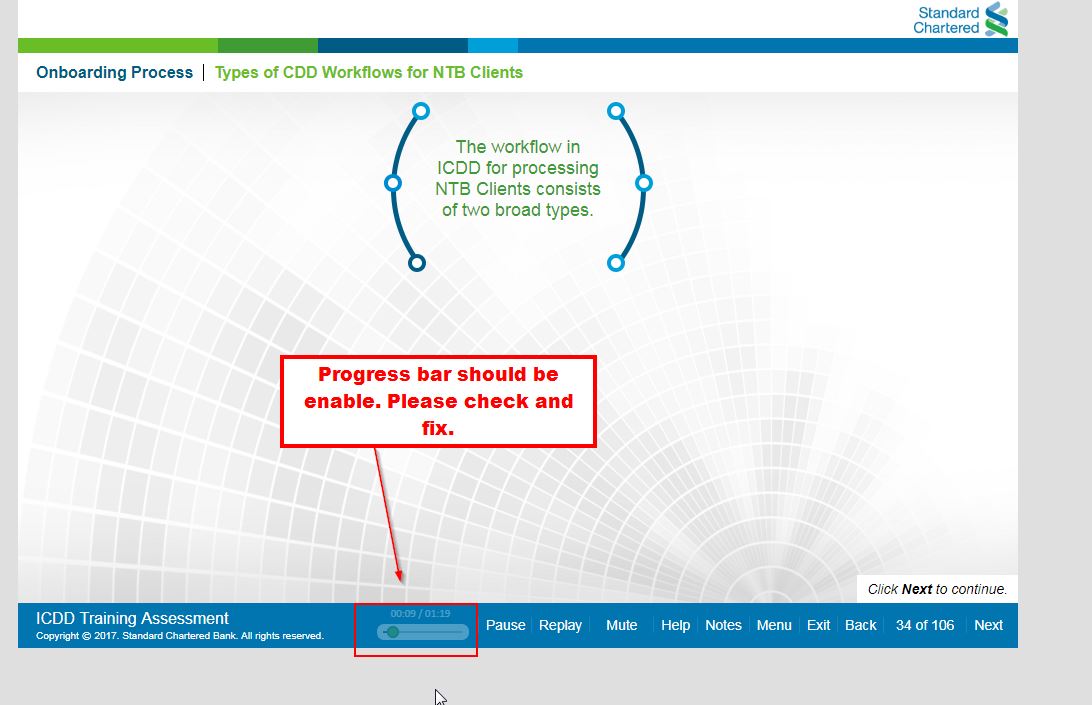 Standard
Chartered
Onboarding Process | Types of CDD Workflows for NTB Clients
The workflow in
ICDD for processing
NTB Clients consists
of two broad types.
Progress bar should be
enable. Please check and
fix.
Click Next to continue.
ICDD Training Assessment
Copyright © 2017. Standard Chartered Bank. All rights reserved.
00:09 / 01:19
Pause Replay Mute Help Notes Menu Exit Back 34 of 106 Next